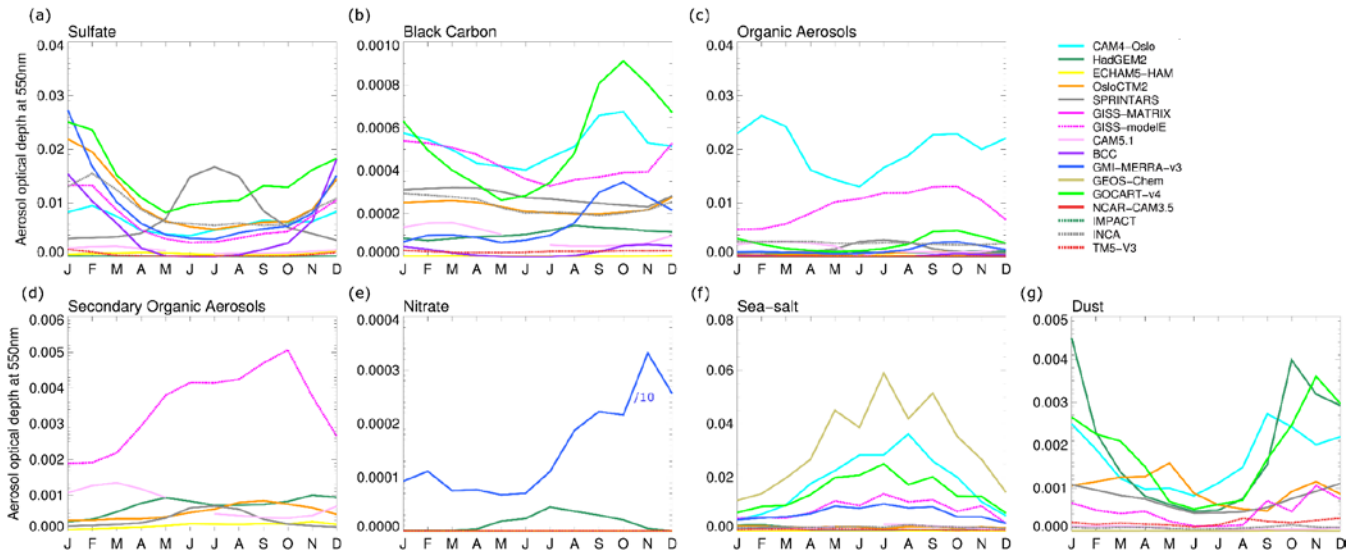 (a) Sulfate
(b) Black Carbon
(c) Organic Aerosols
Aerosol optical depth at 550nm
0.04
0.03
0.02
0.01
0.00
J F M A M J J A S O N D
0.0010
0.0008
0.0006
0.0004
0.0002
0.0000
J F M A M J J A S O N D
0.04
0.03
0.02
0.01
0.00
J F M A M J J A S O N D
CAM4-Oslo
HadGEM2
ECHAM5-HAM
OsloCTM2
SPRINTARS
GISS-MATRIX
GISS-modelE
CAM5.1
BCC
GMI-MERRA-v3
GEOS-Chem
GOCART-v4
NCAR-CAM3.5
IMPACT
INCA
TM5-V3
(d) Secondary Organic Aerosols
(e) Nitrate
(f) Sea-salt
(g) Dust
Aerosol optical depth at 550nm
0.006
0.005
0.004
0.003
0.002
0.001
0.000
J F M A M J J A S O N D
0.0004
0.0003
0.0002
0.0001
0.0000
/10
J F M A M J J A S O N D
0.08
0.06
0.04
0.02
0.00
J F M A M J J A S O N D
0.005
0.004
0.003
0.002
0.001
0.000
J F M A M J J A S O N D